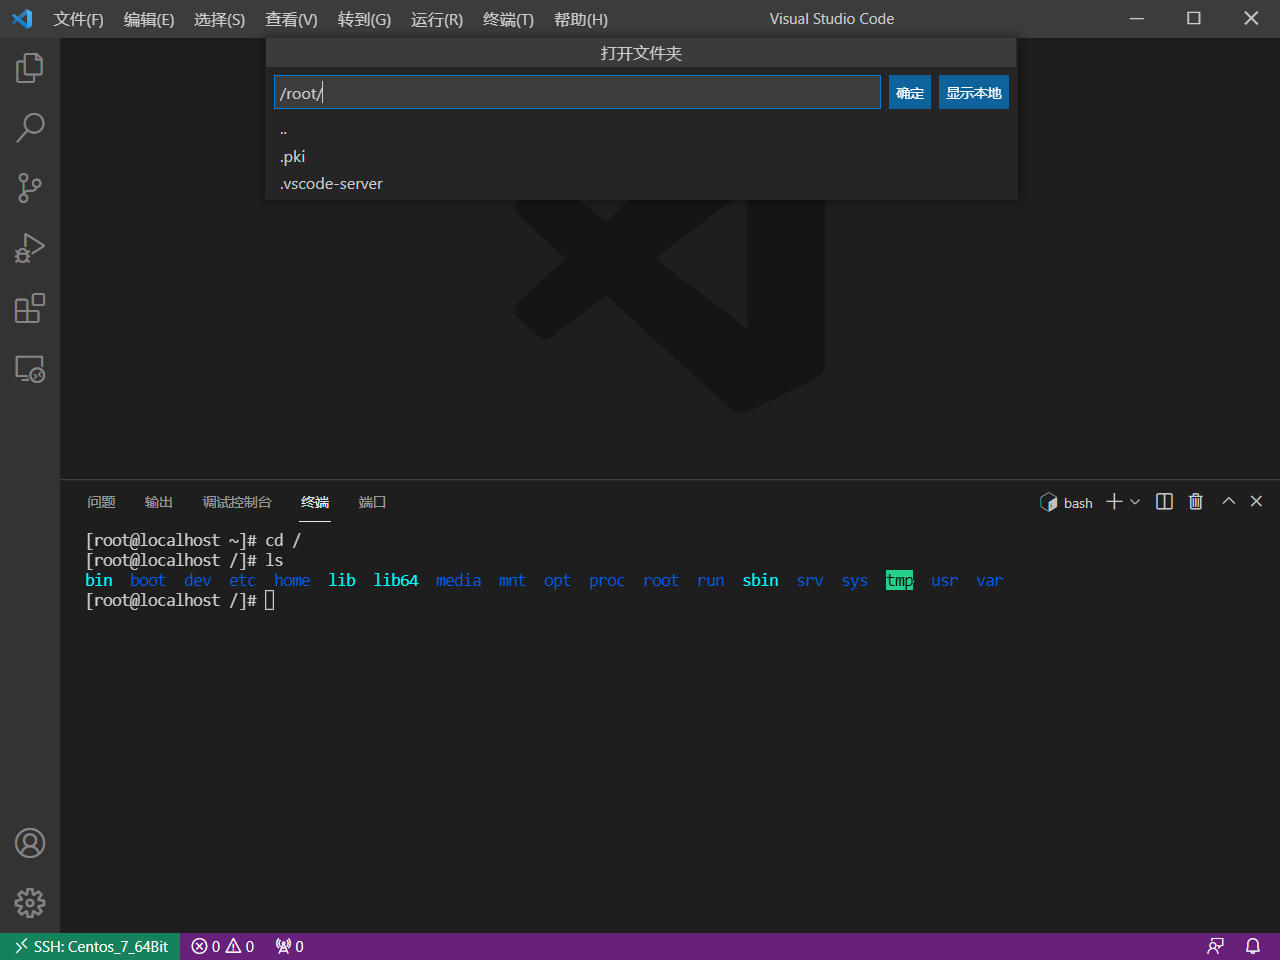 文件(F) 编辑(E) 选择(S) 查看(V) 转到(G) 运行(R) 终端(T) 帮助(H) Visual Studio Code
打开文件夹
/root/ 确定 显示本地
..
.pki
.vscode-server
问题 输出 调试控制台 终端 端口 bash
[root@localhost ~]# cd /
[root@localhost /]# ls
bin boot dev etc home lib lib64 media mnt opt proc root run sbin srv sys tmp usr var
[root@localhost /]#
SSH: Centos_7_64Bit 0 0 0